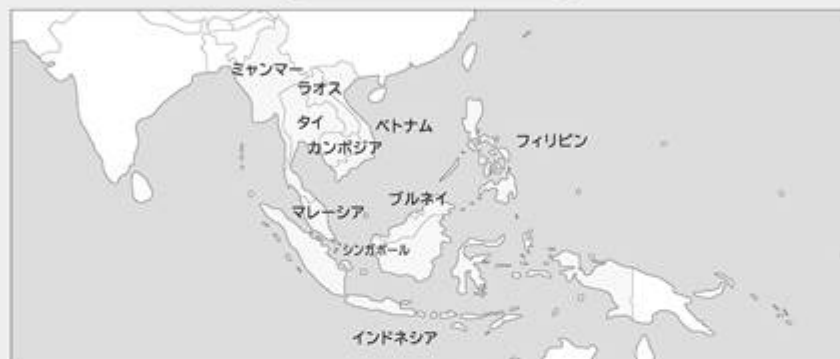 ミャンマー
ラオス
タイ
ベトナム
カンボジア
フィリピン
マレーシア
ブルネイ
シンガポール
インドネシア